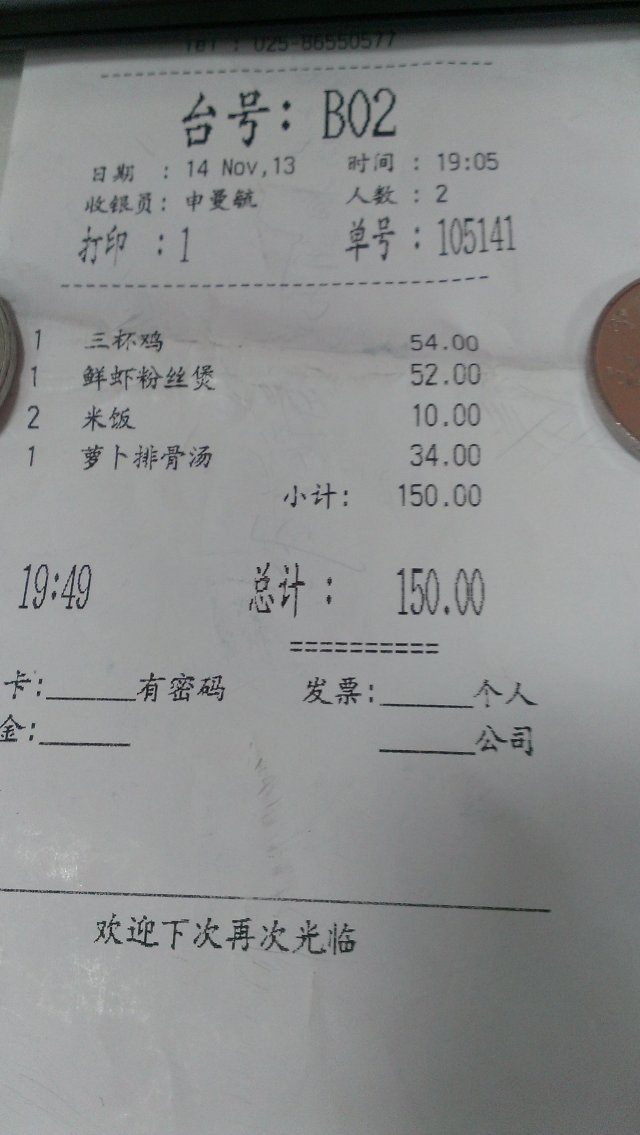 Tel : 025-86550577
台号: B02
日期 : 14 Nov,13 时间 : 19:05
收银员: 申曼毓 人数 : 2
打印 : 1 单号 : 105141
1 三杯鸡 54.00
1 鲜虾粉丝煲 52.00
2 米饭 10.00
1 萝卜排骨汤 34.00
小计: 150.00
19:49 总计 : 150.00
==========
卡:______有密码 发票:______个人
金:______ ______公司
欢迎下次再次光临